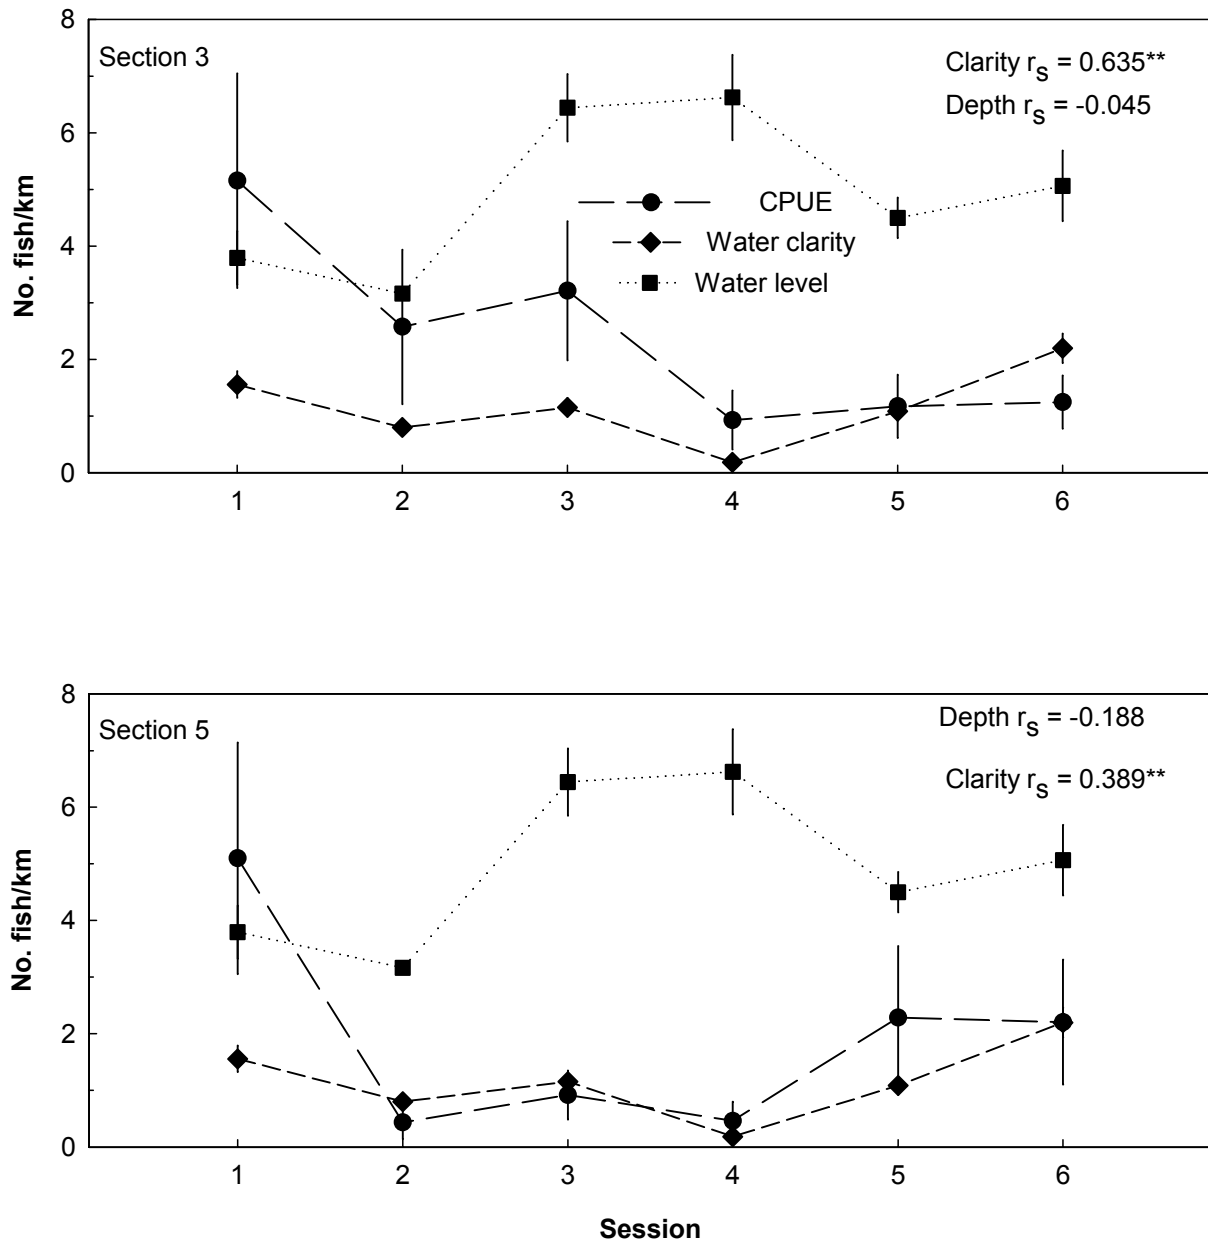 8
Section 3
Clarity rS = 0.635**
Depth rS = -0.045
6
CPUE
Water clarity
Water level
4
2
0
No. fish/km
1 2 3 4 5 6
8
Section 5
Depth rS = -0.188
Clarity rS = 0.389**
6
4
2
0
No. fish/km
1 2 3 4 5 6
Session